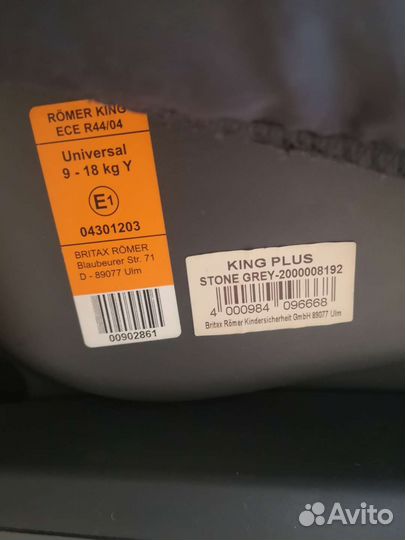 RÖMER KING
ECE R44/04
Universal
9 - 18 kg Y
E1
04301203
BRITAX RÖMER
Blaubeurer Str. 71
D - 89077 Ulm
00902861
KING PLUS
STONE GREY-2000008192
4 000984 096668
Britax Römer Kindersicherheit GmbH 89077 Ulm
Avito